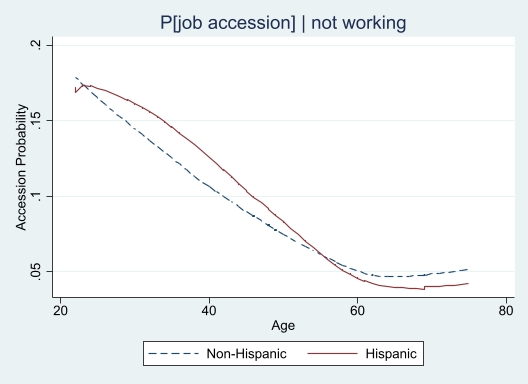 P[job accession] | not working
Accession Probability
.2
.15
.1
.05
20 40 60 80
Age
Non-Hispanic Hispanic